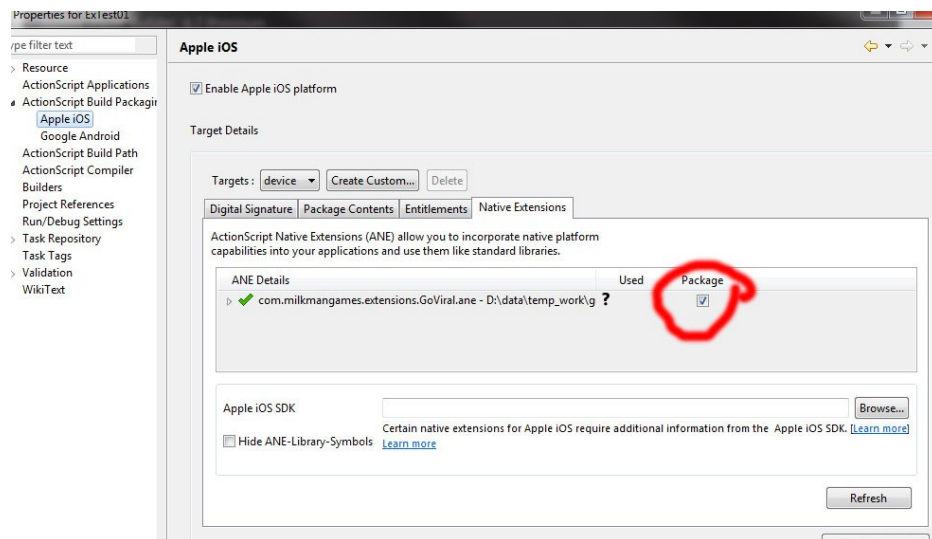 Properties for ExTest01
ype filter text
Apple iOS
Resource
ActionScript Applications
ActionScript Build Packagin
Apple iOS
Google Android
ActionScript Build Path
ActionScript Compiler
Builders
Project References
Run/Debug Settings
Task Repository
Task Tags
Validation
WikiText
Enable Apple iOS platform
Target Details
Targets : device Create Custom... Delete
Digital Signature Package Contents Entitlements Native Extensions
ActionScript Native Extensions (ANE) allow you to incorporate native platform
capabilities into your applications and use them like standard libraries.
ANE Details Used Package
com.milkmangames.extensions.GoViral.ane - D:\data\temp_work\g ?
Apple iOS SDK Browse...
Certain native extensions for Apple iOS require additional information from the Apple iOS SDK. [Learn more]
Hide ANE-Library-Symbols Learn more
Refresh